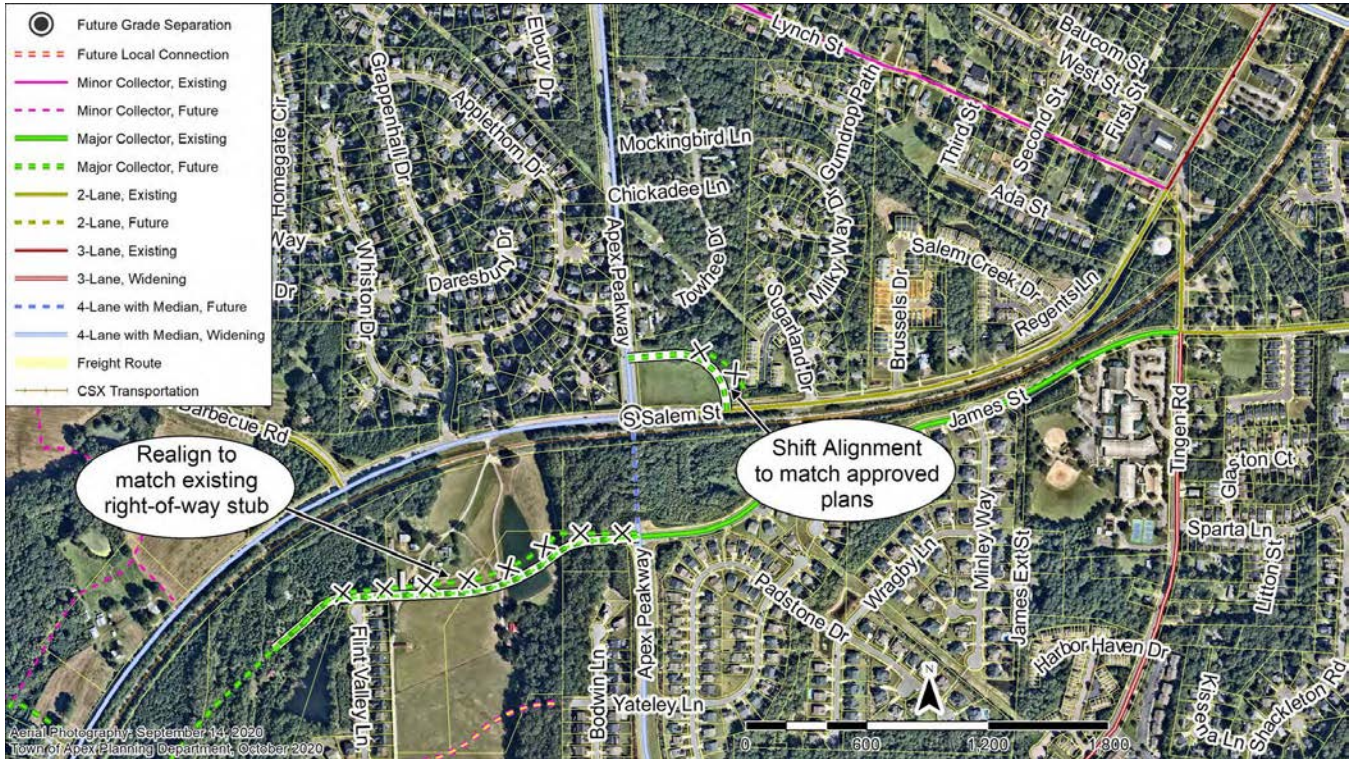 Future Grade Separation
Future Local Connection
Minor Collector, Existing
Minor Collector, Future
Major Collector, Existing
Major Collector, Future
2-Lane, Existing
2-Lane, Future
3-Lane, Existing
3-Lane, Widening
4-Lane with Median, Future
4-Lane with Median, Widening
Freight Route
CSX Transportation
Homegate Cir
Way
Dr
Grappenhall Dr
Applethorn Dr
Elbury Dr
Whiston Dr
Daresbury Dr
Apex Peakway
Mockingbird Ln
Chickadee Ln
Towhee Dr
Sugarland Dr
Milky Way Dr
Gumdrop Path
Lynch St
Baucom St
West St
First St
Second St
Third St
Ada St
Salem Creek Dr
Brussels Dr
Regents Ln
S Salem St
James St
Tingen Rd
Glaston Ct
Sparta Ln
Litton St
Barbecue Rd
Realign to
match existing
right-of-way stub
Shift Alignment
to match approved
plans
Flint Valley Ln
Bodwin Ln
Apex Peakway
Yateley Ln
Padstone Dr
Wragby Ln
Minley Way
James Ext St
Harbor Haven Dr
Kissena Ln
Shackleton Rd
N
0
600
1,200
1,800
Aerial Photography: September 14, 2020
Town of Apex Planning Department, October 2020